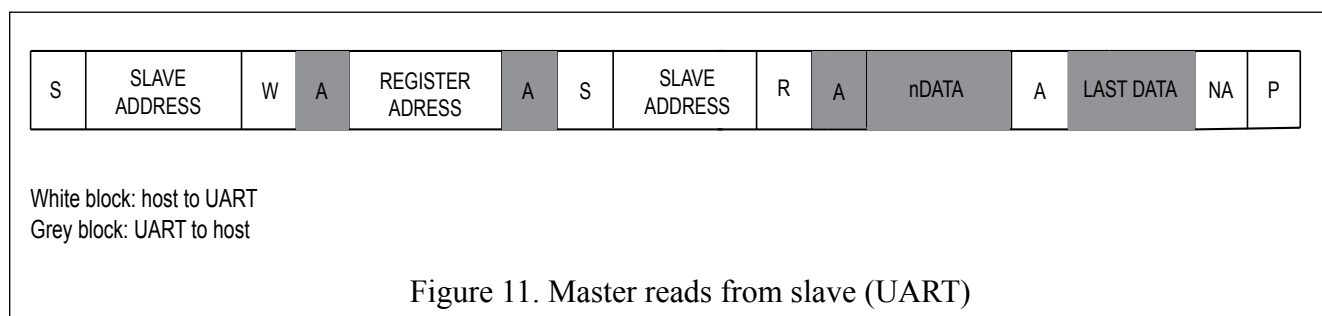 S
SLAVE
ADDRESS
W
A
REGISTER
ADRESS
A
S
SLAVE
ADDRESS
R
A
nDATA
A
LAST DATA
NA
P
White block: host to UART
Grey block: UART to host
Figure 11. Master reads from slave (UART)